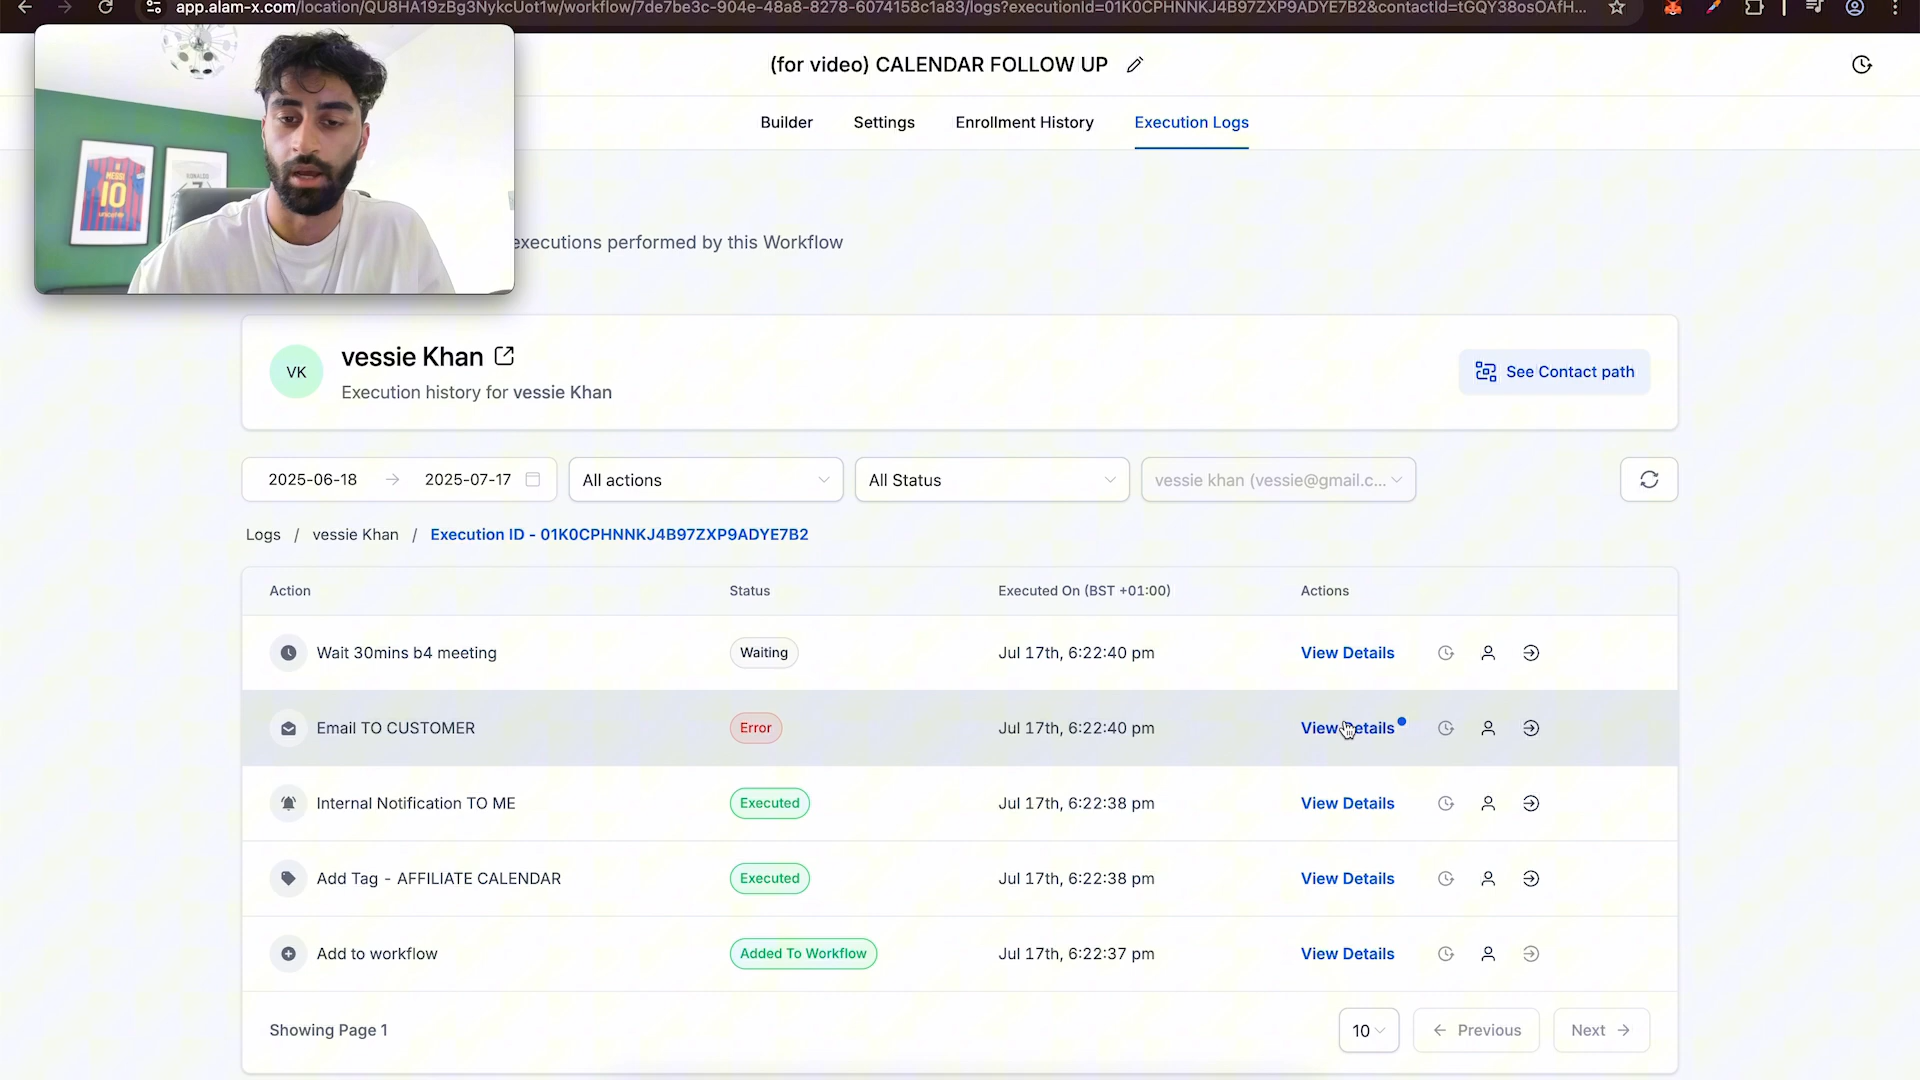 app.alam-x.com/location/QU8HA19zBg3NykcUot1w/workflow/7de7be3c-904e-48a8-8278-6074158c1a83/logs?executionId=01K0CPHNNKJ4B97ZXP9ADYE7B2&contactId=tGQY38osOAfH...
(for video) CALENDAR FOLLOW UP
Builder Settings Enrollment History Execution Logs
MESSI
10
unicef
RONALDO
7
executions performed by this Workflow
VK
vessie Khan
Execution history for vessie Khan
See Contact path
2025-06-18 → 2025-07-17 All actions All Status vessie khan (vessie@gmail.c...
Logs / vessie Khan / Execution ID - 01K0CPHNNKJ4B97ZXP9ADYE7B2
Action Status Executed On (BST +01:00) Actions
Wait 30mins b4 meeting Waiting Jul 17th, 6:22:40 pm View Details
Email TO CUSTOMER Error Jul 17th, 6:22:40 pm View Details
Internal Notification TO ME Executed Jul 17th, 6:22:38 pm View Details
Add Tag - AFFILIATE CALENDAR Executed Jul 17th, 6:22:38 pm View Details
Add to workflow Added To Workflow Jul 17th, 6:22:37 pm View Details
Showing Page 1 10 ← Previous Next →